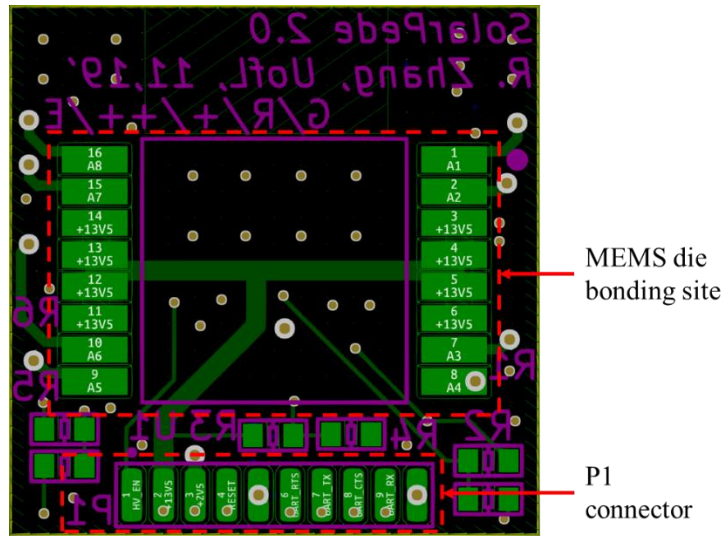 SolarPede 2.0
R. Zhang, UofL, 11,19'
G/R/+/++/E
16
A8
15
A7
14
+13V5
13
+13V5
12
+13V5
11
+13V5
10
A6
9
A5
1
A1
2
A2
3
+13V5
4
+13V5
5
+13V5
6
+13V5
7
A3
8
A4
MEMS die
bonding site
R6
R5
R1
U1
R3
R4
R2
P1
1
HV_EN
2
+13V5
3
+2V5
4
RESET
6
UART_RTS
7
UART_TX
8
UART_CTS
9
UART_RX
P1
connector